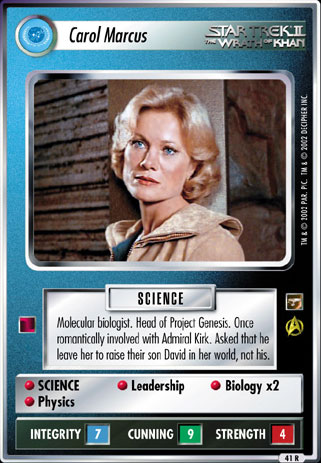 Carol Marcus
STAR TREK II
THE WRATH OF KHAN
TM & © 2002 PAR. PIC. TM & © 2002 DECIPHER INC.
SCIENCE
Molecular biologist. Head of Project Genesis. Once
romantically involved with Admiral Kirk. Asked that he
leave her to raise their son David in her world, not his.
SCIENCE Leadership Biology x2
Physics
INTEGRITY 7 CUNNING 9 STRENGTH 4
41 R